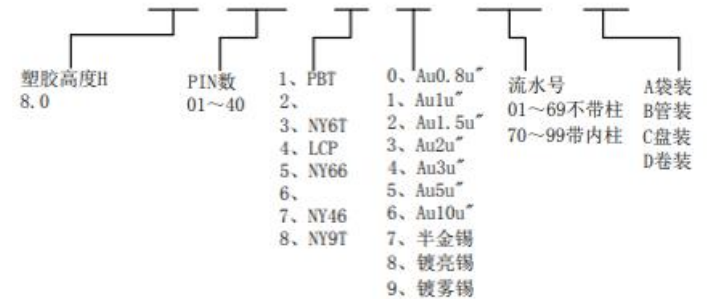 塑胶高度H
8.0
PIN数
01～40
1、PBT
2、
3、NY6T
4、LCP
5、NY66
6、
7、NY46
8、NY9T
0、Au0.8u″
1、Au1u″
2、Au1.5u″
3、Au2u″
4、Au3u″
5、Au5u″
6、Au10u″
7、半金锡
8、镀亮锡
9、镀雾锡
流水号
01～69不带柱
70～99带内柱
A袋装
B管装
C盘装
D卷装